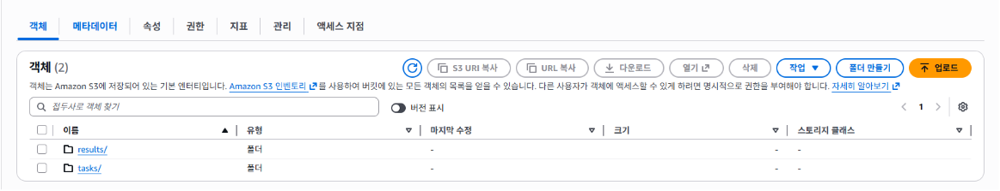 객체 메타데이터 속성 권한 지표 관리 액세스 지점
객체 (2) S3 URI 복사 URL 복사 다운로드 열기 삭제 작업 폴더 만들기 업로드
객체는 Amazon S3에 저장되어 있는 기본 엔터티입니다. Amazon S3 인벤토리 를 사용하여 버킷에 있는 모든 객체의 목록을 얻을 수 있습니다. 다른 사용자가 객체에 액세스할 수 있게 하려면 명시적으로 권한을 부여해야 합니다. 자세히 알아보기
접두사로 객체 찾기 버전 표시 1
이름 유형 마지막 수정 크기 스토리지 클래스
results/ 폴더 - - -
tasks/ 폴더 - - -